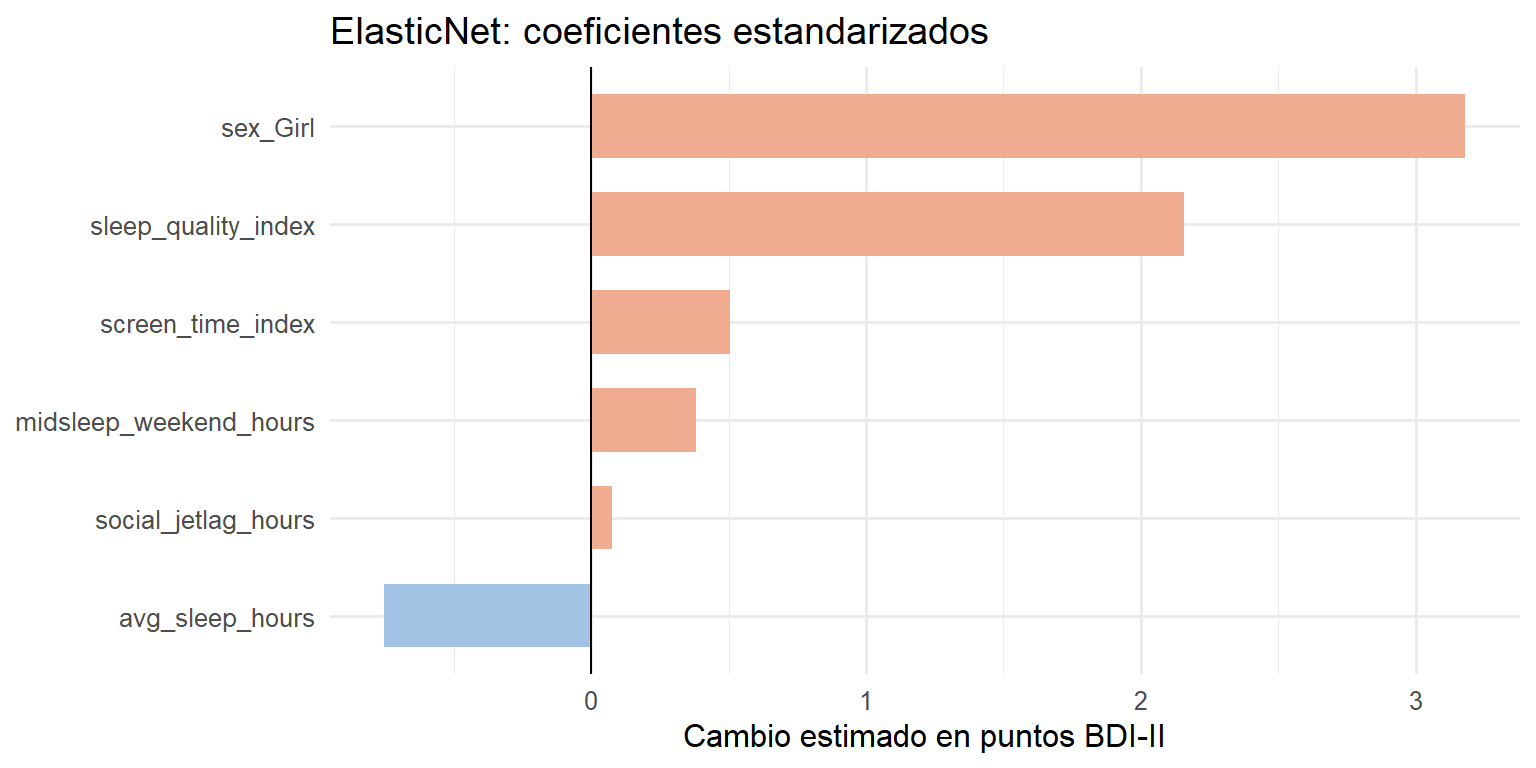 ElasticNet: coeficientes estandarizados
sex_Girl
sleep_quality_index
screen_time_index
midsleep_weekend_hours
social_jetlag_hours
avg_sleep_hours
0 1 2 3
Cambio estimado en puntos BDI-II